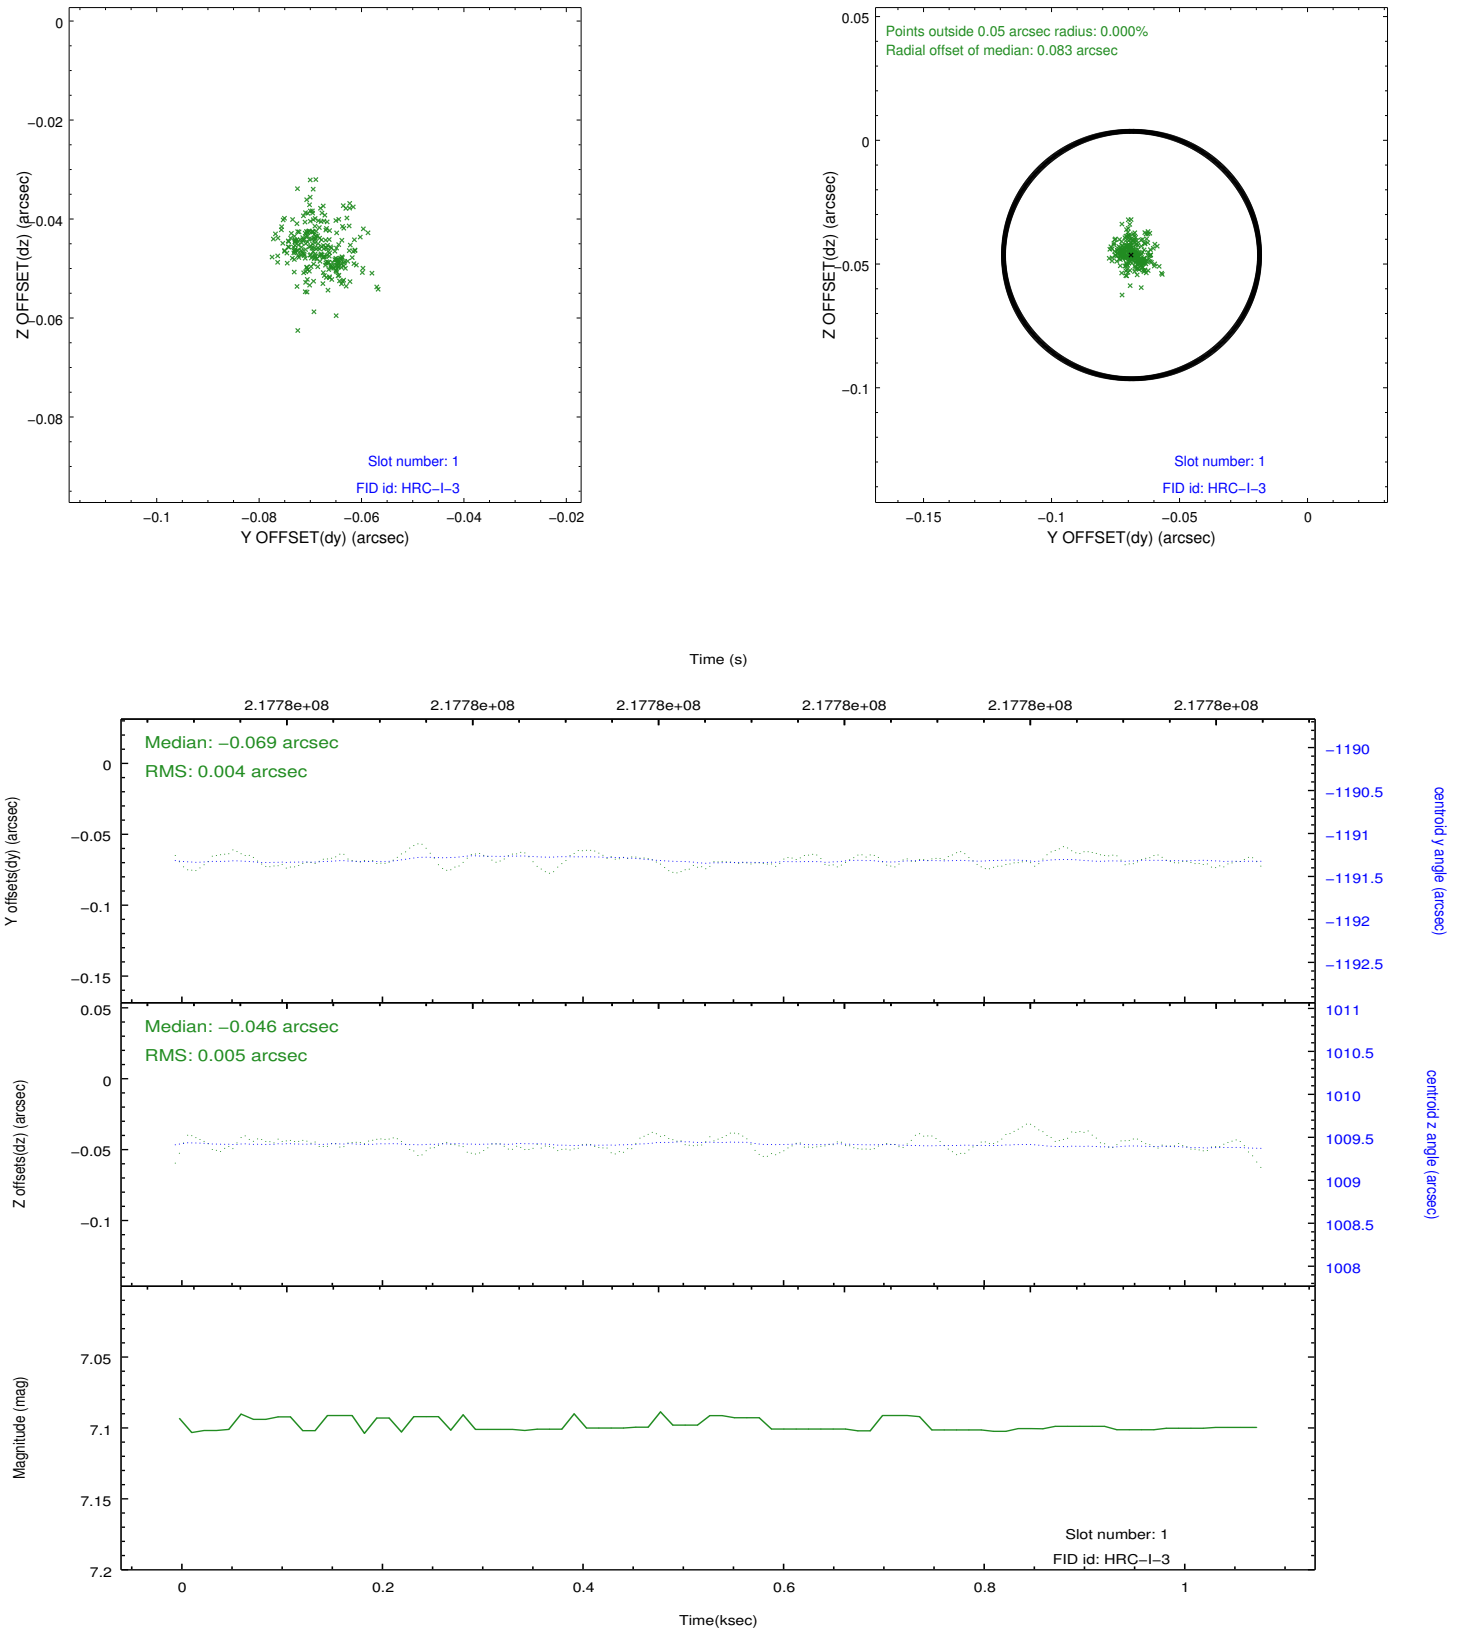 0
−0.02
−0.04
−0.06
−0.08
Z OFFSET(dz) (arcsec)
Slot number: 1
FID id: HRC−I−3
−0.1 −0.08 −0.06 −0.04 −0.02
Y OFFSET(dy) (arcsec)
Points outside 0.05 arcsec radius: 0.000%
Radial offset of median: 0.083 arcsec
0.05
0
−0.05
−0.1
Z OFFSET(dz) (arcsec)
Slot number: 1
FID id: HRC−I−3
−0.15 −0.1 −0.05 0
Y OFFSET(dy) (arcsec)
Time (s)
2.1778e+08 2.1778e+08 2.1778e+08 2.1778e+08 2.1778e+08 2.1778e+08
Median: −0.069 arcsec
RMS: 0.004 arcsec
0
−0.05
−0.1
−0.15
Y offsets(dy) (arcsec)
−1190
−1190.5
−1191
−1191.5
−1192
−1192.5
centroid y angle (arcsec)
Median: −0.046 arcsec
RMS: 0.005 arcsec
0.05
0
−0.05
−0.1
Z offsets(dz) (arcsec)
1011
1010.5
1010
1009.5
1009
1008.5
1008
centroid z angle (arcsec)
7.05
7.1
7.15
7.2
Magnitude (mag)
Slot number: 1
FID id: HRC−I−3
0 0.2 0.4 0.6 0.8 1
Time(ksec)